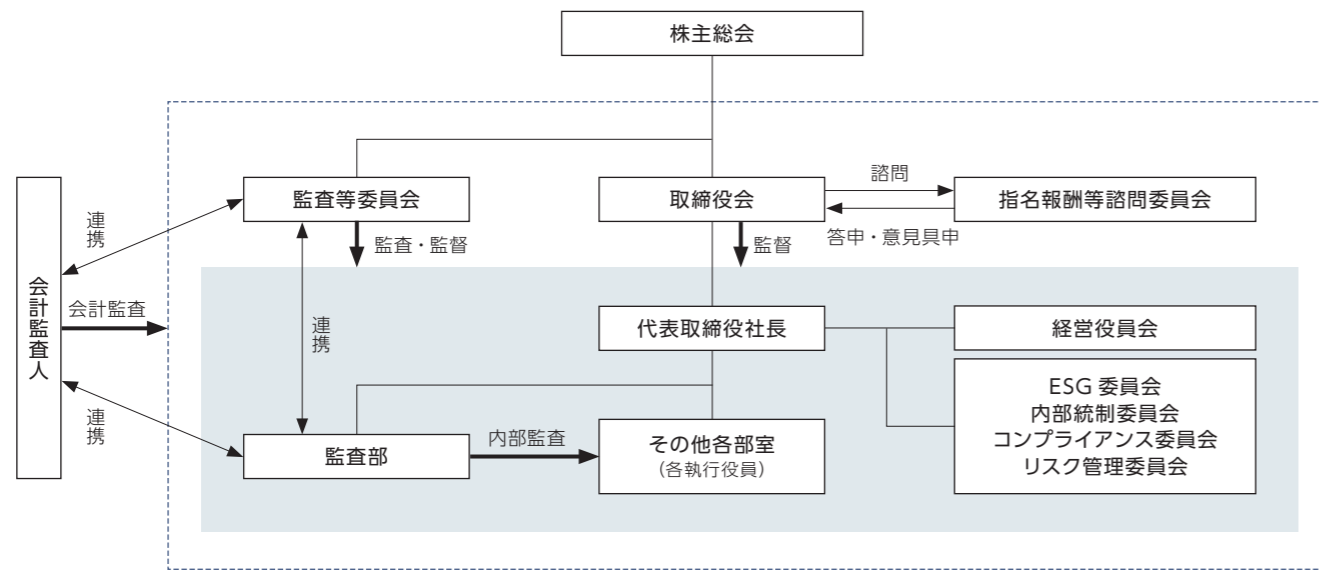 株主総会
監査等委員会
取締役会
諮問
答申・意見具申
指名報酬等諮問委員会
連携
監査・監督
監督
会計監査人
会計監査
連携
連携
代表取締役社長
経営役員会
ESG 委員会
内部統制委員会
コンプライアンス委員会
リスク管理委員会
監査部
内部監査
その他各部室
(各執行役員)